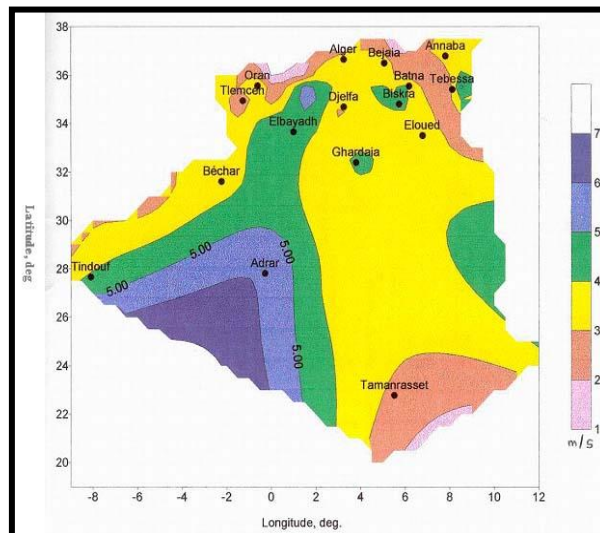 38
36
34
32
30
28
26
24
22
20
Latitude, deg
-8 -6 -4 -2 0 2 4 6 8 10 12
Longitude, deg.
Alger
Bejaia
Annaba
Oran
Tlemcen
Batna
Tebessa
Djelfa
Biskra
Elbayadh
Eloued
Ghardaia
Béchar
5.00
5.00
5.00
5.00
Tindouf
Adrar
Tamanrasset
7
6
5
4
3
2
1
m/s